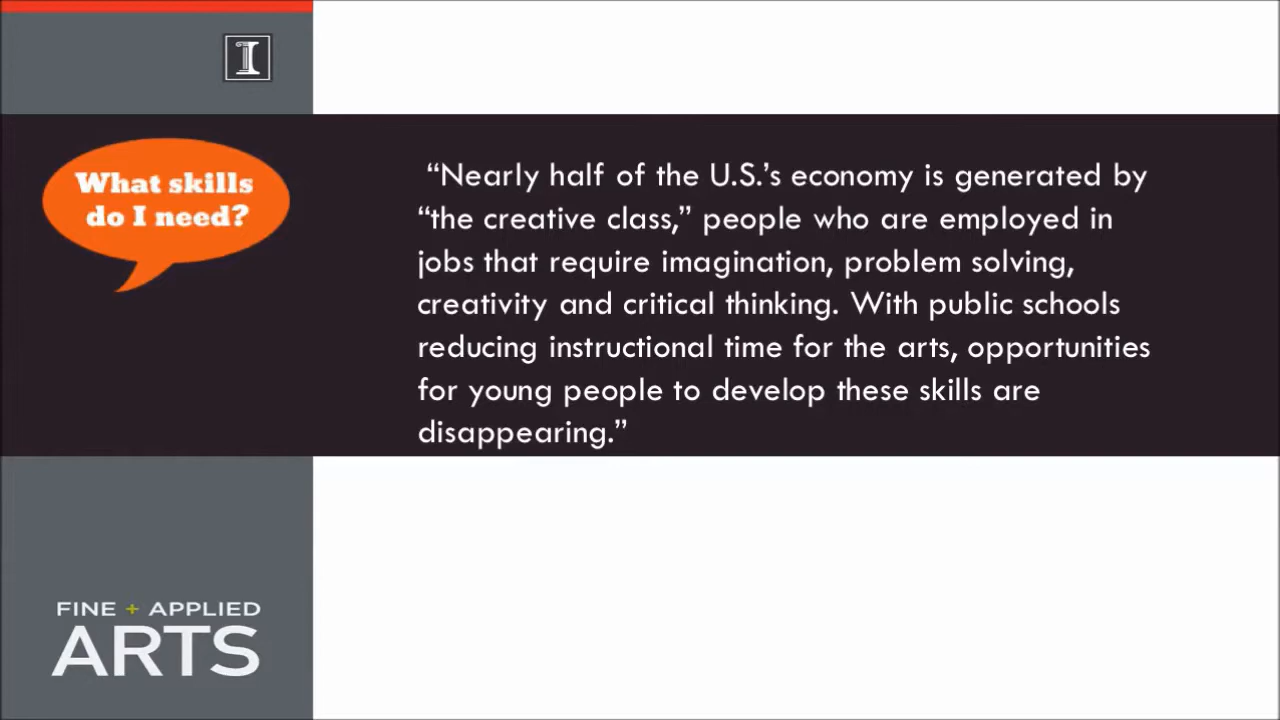 I
What skills
do I need?
“Nearly half of the U.S.’s economy is generated by
“the creative class,” people who are employed in
jobs that require imagination, problem solving,
creativity and critical thinking. With public schools
reducing instructional time for the arts, opportunities
for young people to develop these skills are
disappearing.”
FINE + APPLIED
ARTS